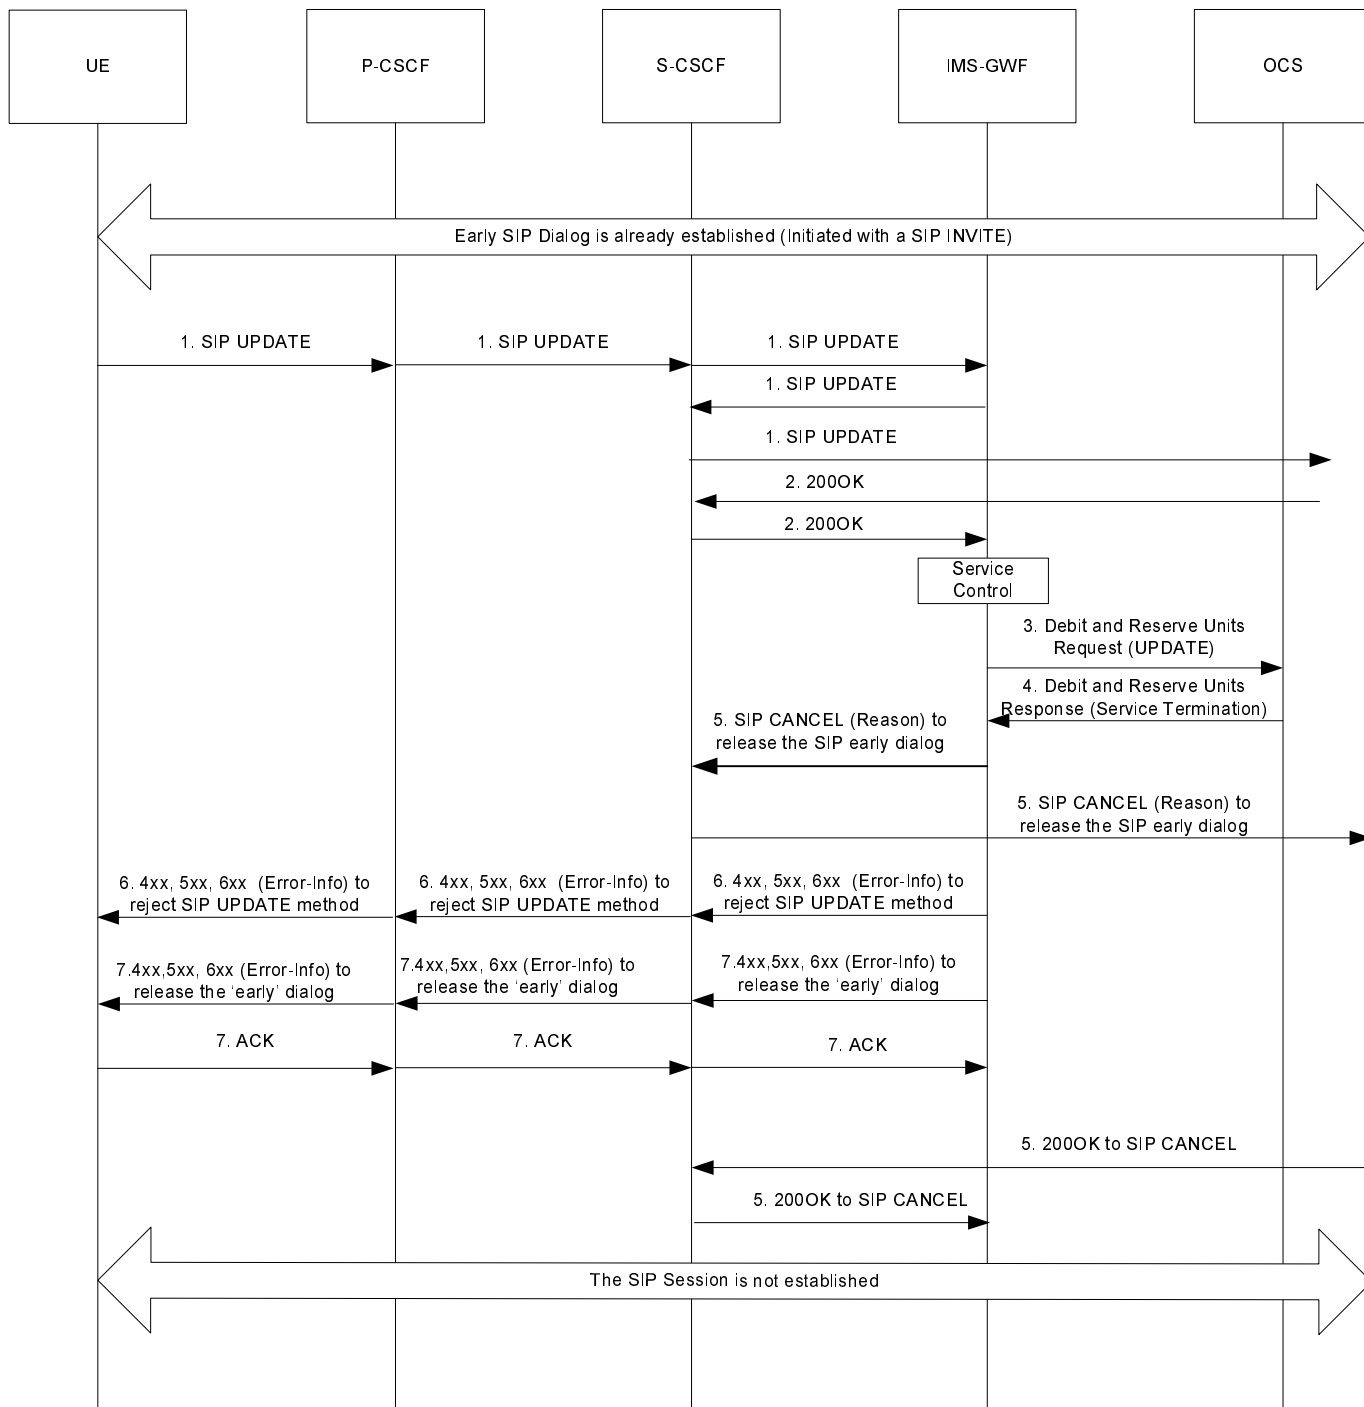 UE
P-CSCF
S-CSCF
IMS-GWF
OCS
Early SIP Dialog is already established (Initiated with a SIP INVITE)
1. SIP UPDATE
1. SIP UPDATE
1. SIP UPDATE
1. SIP UPDATE
1. SIP UPDATE
2. 200OK
2. 200OK
Service
Control
3. Debit and Reserve Units
Request (UPDATE)
4. Debit and Reserve Units
Response (Service Termination)
5. SIP CANCEL (Reason) to
release the SIP early dialog
5. SIP CANCEL (Reason) to
release the SIP early dialog
6. 4xx, 5xx, 6xx  (Error-Info) to
reject SIP UPDATE method
6. 4xx, 5xx, 6xx  (Error-Info) to
reject SIP UPDATE method
6. 4xx, 5xx, 6xx  (Error-Info) to
reject SIP UPDATE method
7.4xx,5xx, 6xx (Error-Info) to
release the ‘early’ dialog
7.4xx,5xx, 6xx (Error-Info) to
release the ‘early’ dialog
7.4xx,5xx, 6xx (Error-Info) to
release the ‘early’ dialog
7. ACK
7. ACK
7. ACK
5. 200OK to SIP CANCEL
5. 200OK to SIP CANCEL
The SIP Session is not established